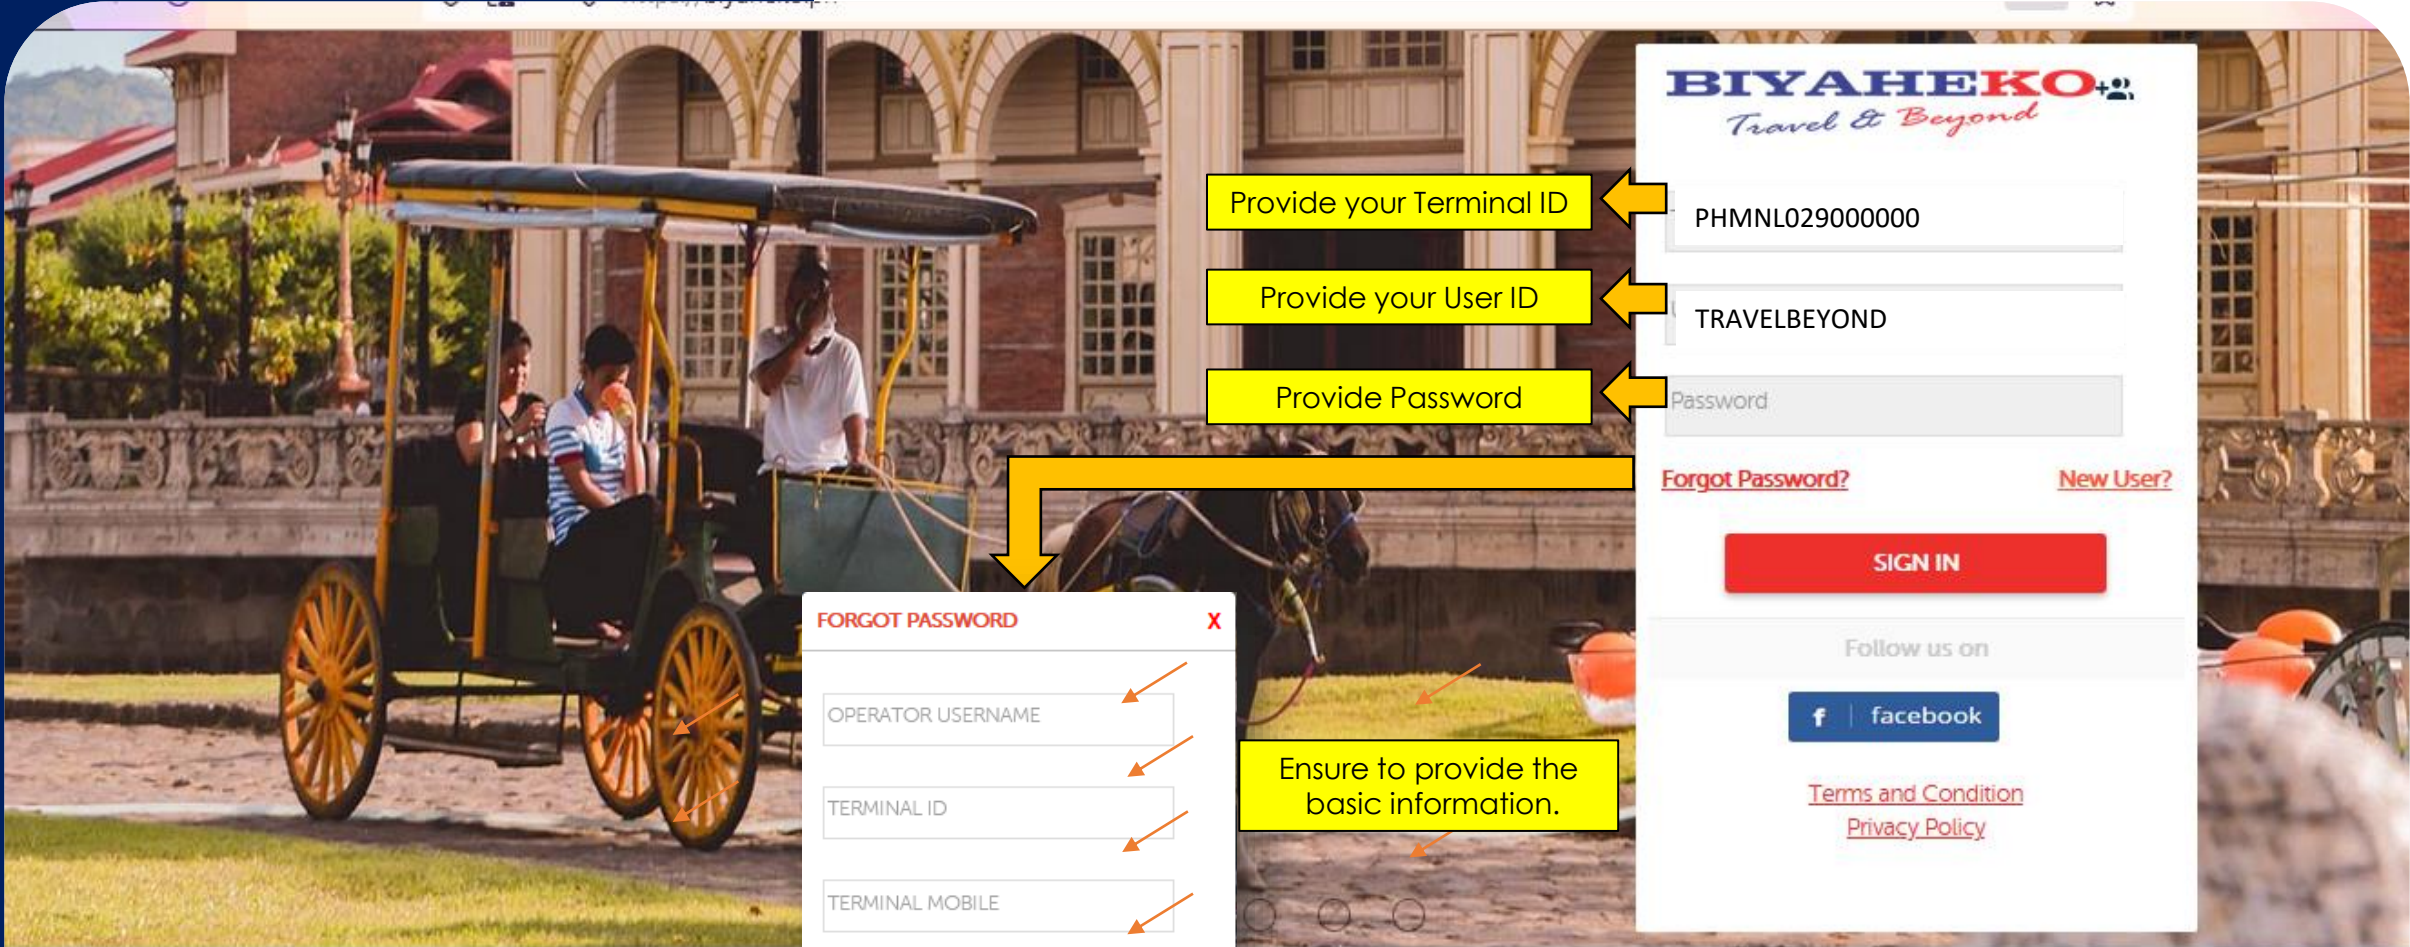 BIYAHEKO
Travel & Beyond
Provide your Terminal ID
PHMNL029000000
Provide your User ID
TRAVELBEYOND
Provide Password
Password
Forgot Password?
New User?
SIGN IN
FORGOT PASSWORD
X
Follow us on
OPERATOR USERNAME
f facebook
Ensure to provide the
basic information.
TERMINAL ID
Terms and Condition
Privacy Policy
TERMINAL MOBILE